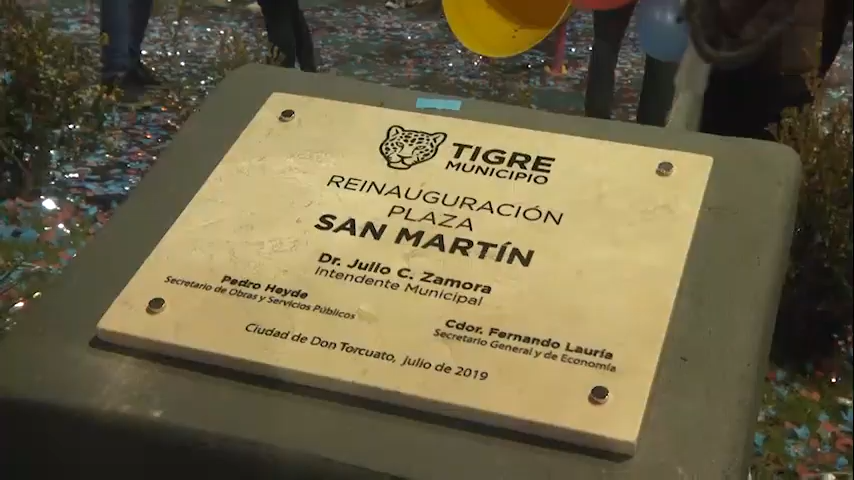 TIGRE
MUNICIPIO
REINAUGURACIÓN
PLAZA
SAN MARTÍN
Dr. Julio C. Zamora
Intendente Municipal
Pedro Heyde
Secretario de Obras y Servicios Públicos
Cdor. Fernando Lauría
Secretario General y de Economía
Ciudad de Don Torcuato, Julio de 2019